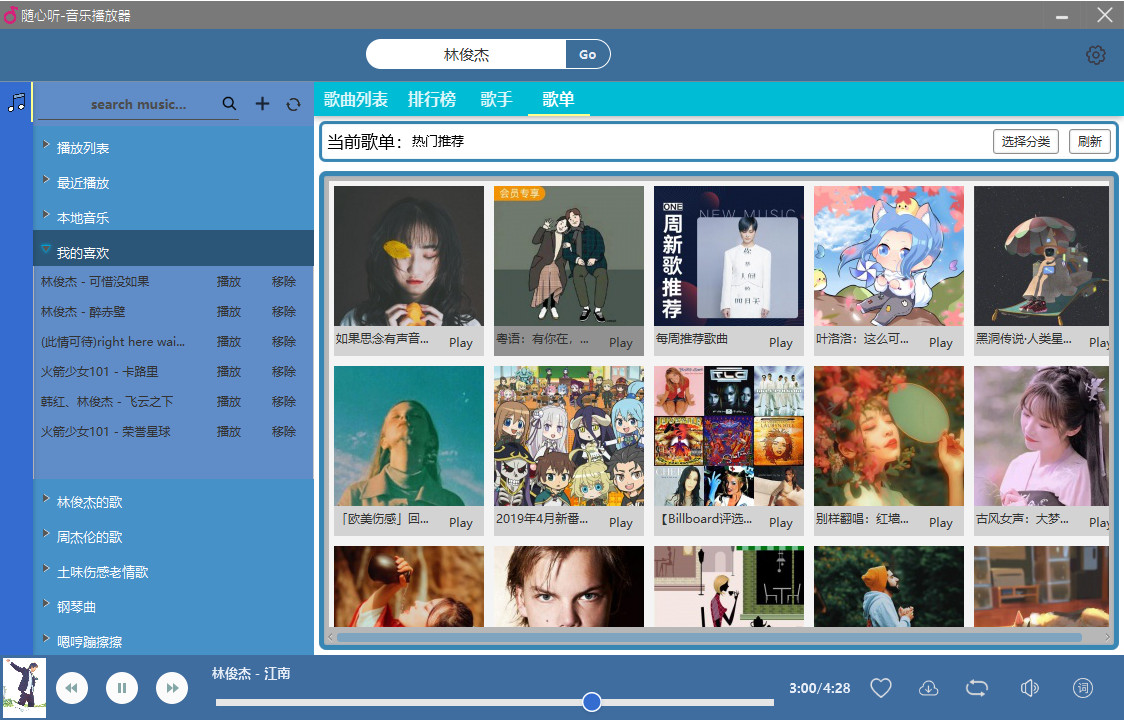 随心听-音乐播放器
林俊杰 Go
search music...
歌曲列表 排行榜 歌手 歌单
当前歌单：热门推荐 选择分类 刷新
播放列表
最近播放
本地音乐
我的喜欢
林俊杰 - 可惜没如果 播放 移除
林俊杰 - 醉赤壁 播放 移除
(此情可待)right here wai... 播放 移除
火箭少女101 - 卡路里 播放 移除
韩红、林俊杰 - 飞云之下 播放 移除
火箭少女101 - 荣誉星球 播放 移除
林俊杰的歌
周杰伦的歌
土味伤感老情歌
钢琴曲
嗯哼蹦擦擦
会员专享
ONE
NEW MUSIC
周新歌推荐
如果思念有声音... Play
粤语：有你在，... Play
每周推荐歌曲 Play
叶洛洛：这么可... Play
黑洞传说·人类星... Play
TLC
「欧美伤感」回... Play
2019年4月新番... Play
【Billboard评选... Play
别样翻唱：红墙... Play
古风女声：大梦... Play
林俊杰 - 江南
3:00/4:28
词